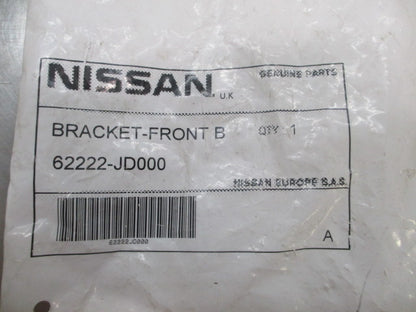 NISSAN U.K GENUINE PARTS
BRACKET-FRONT B QTY : 1
62222-JD000
NISSAN EUROPE S.A.S.
62222JD000
A